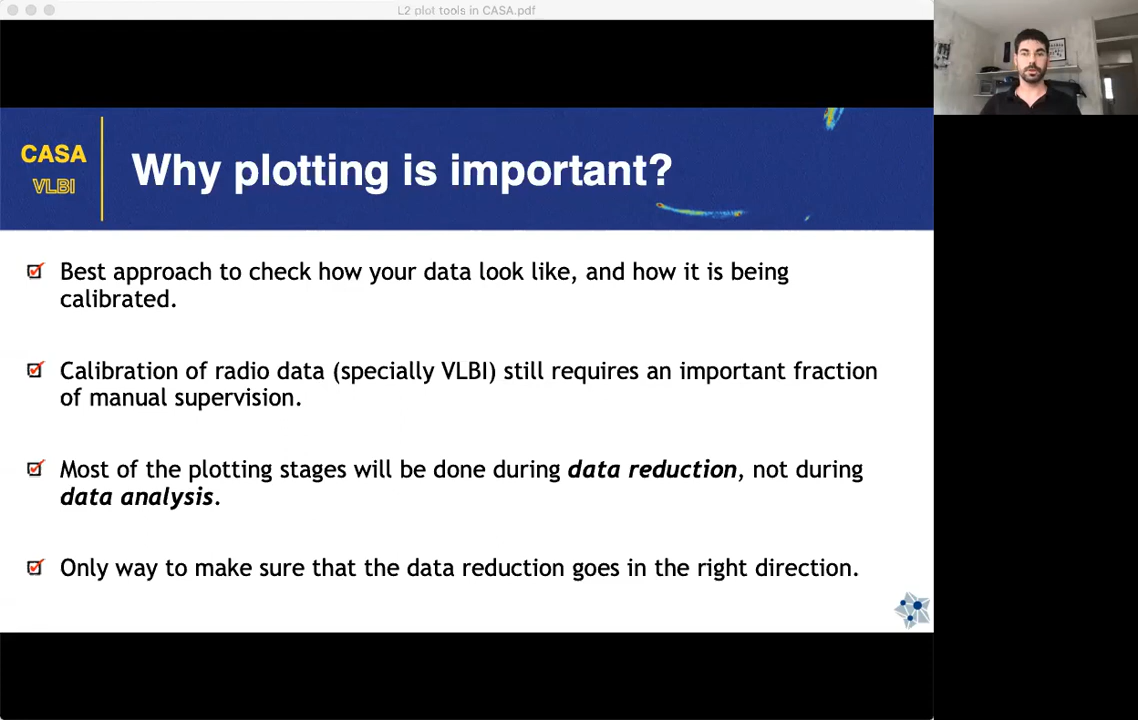 L2 plot tools in CASA.pdf
CASA
VLBI
Why plotting is important?
Best approach to check how your data look like, and how it is being
calibrated.
Calibration of radio data (specially VLBI) still requires an important fraction
of manual supervision.
Most of the plotting stages will be done during data reduction, not during
data analysis.
Only way to make sure that the data reduction goes in the right direction.